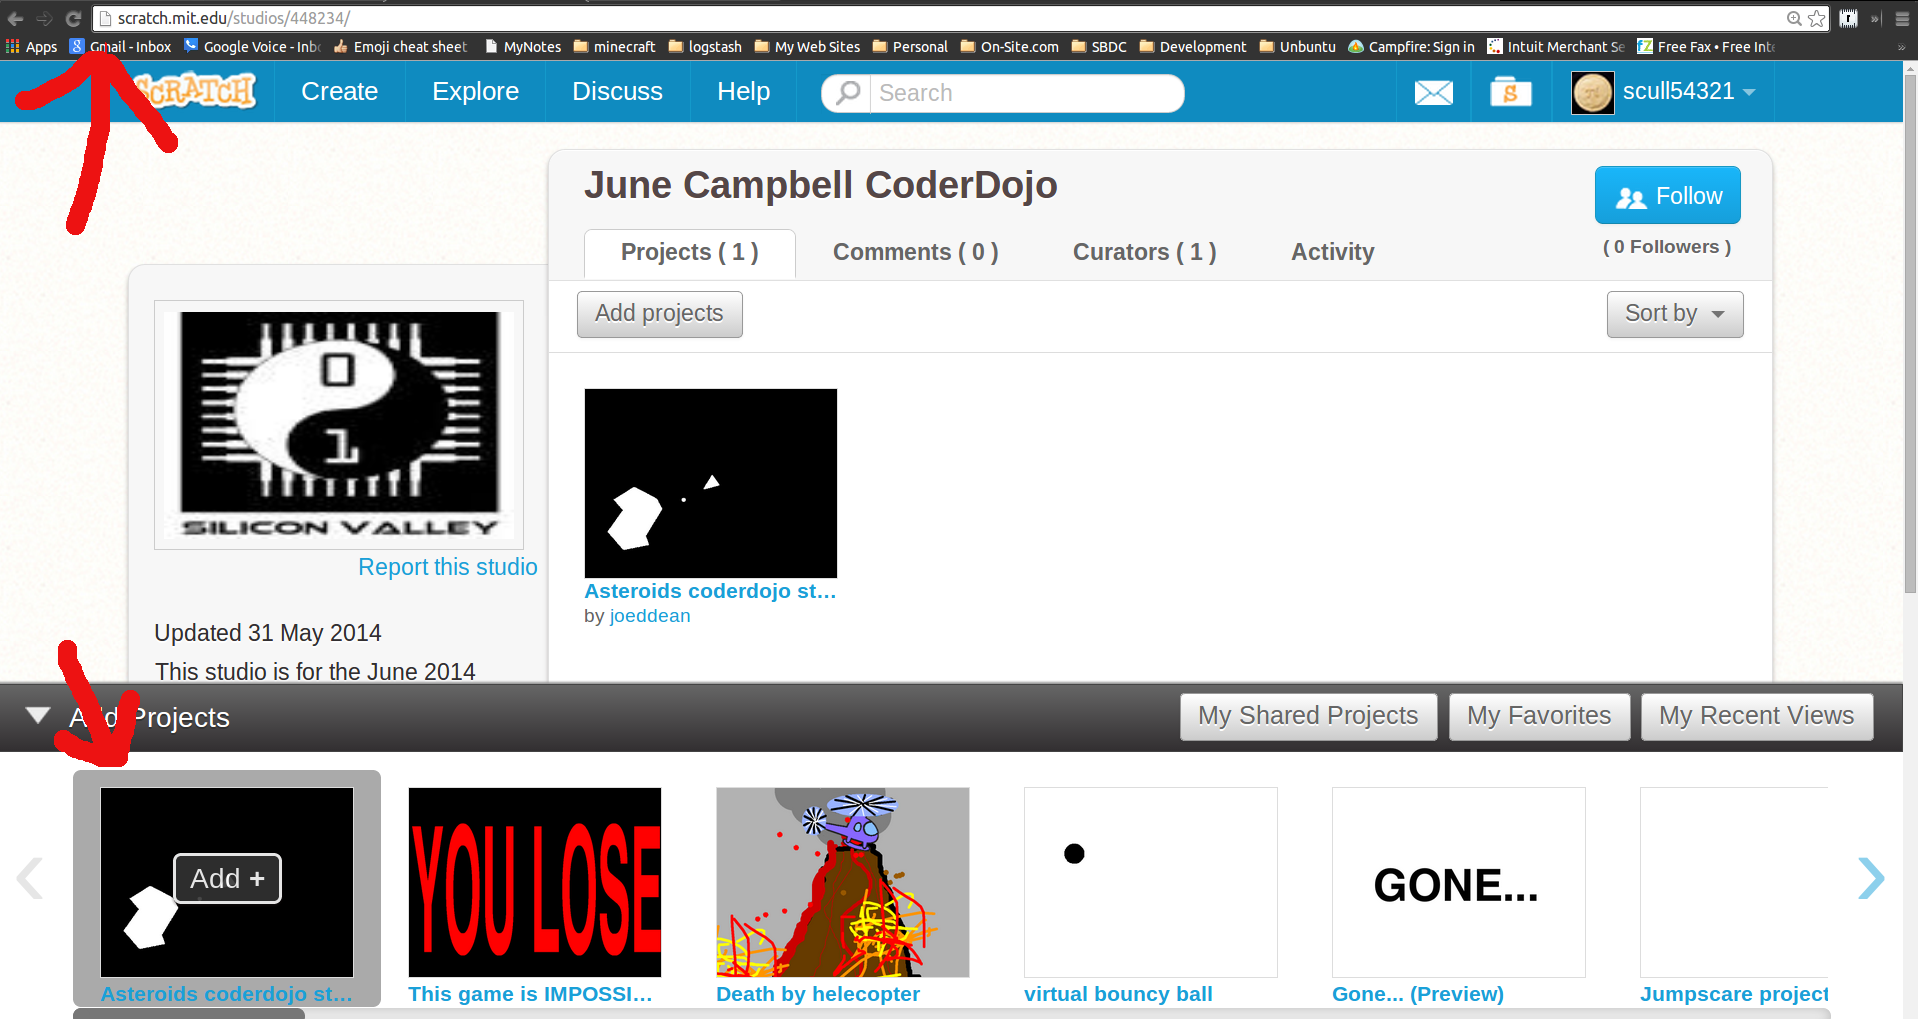 scratch.mit.edu/studios/448234/
Apps Gmail - Inbox Google Voice - Inbo Emoji cheat sheet MyNotes minecraft logstash My Web Sites Personal On-Site.com SBDC Development Unbuntu Campfire: Sign in Intuit Merchant Se Free Fax • Free Inte
SCRATCH Create Explore Discuss Help Search S scull54321
June Campbell CoderDojo
Follow
( 0 Followers )
Projects ( 1 ) Comments ( 0 ) Curators ( 1 ) Activity
Add projects Sort by
0
1
SILICON VALLEY
Report this studio
Asteroids coderdojo st...
by joeddean
Updated 31 May 2014
This studio is for the June 2014
Add Projects My Shared Projects My Favorites My Recent Views
Add +
YOU LOSE
GONE...
Asteroids coderdojo st... This game is IMPOSSI... Death by helecopter virtual bouncy ball Gone... (Preview) Jumpscare project